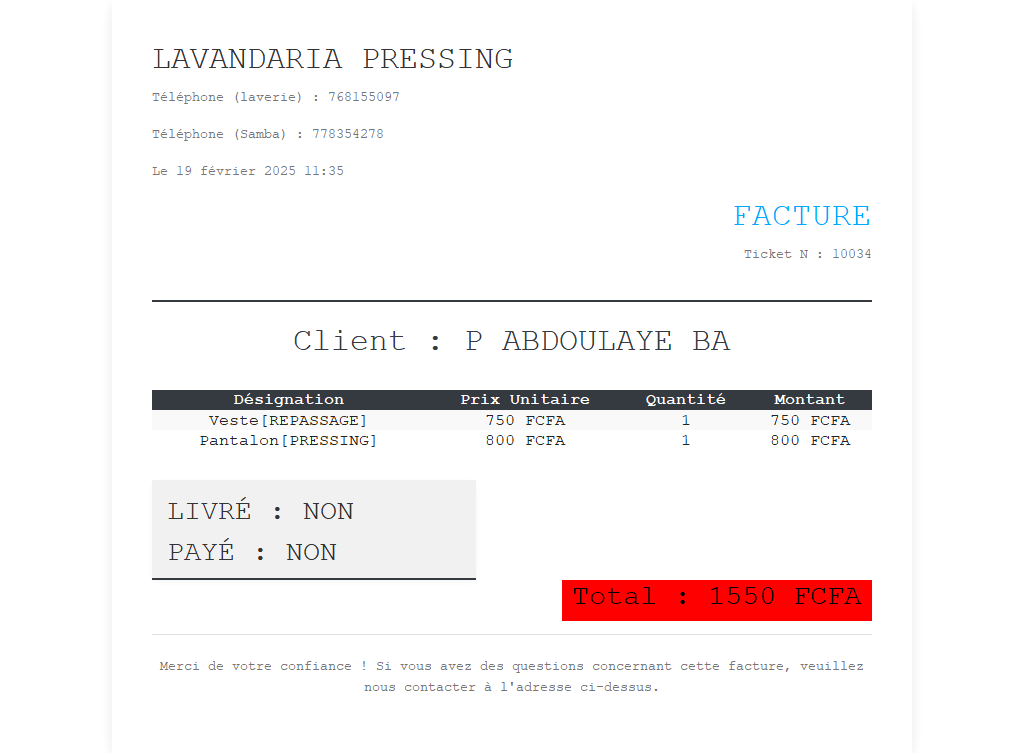 LAVANDARIA PRESSING
Téléphone (laverie) : 768155097
Téléphone (Samba) : 778354278
Le 19 février 2025 11:35
FACTURE
Ticket N : 10034
Client : P ABDOULAYE BA
Désignation Prix Unitaire Quantité Montant
Veste[REPASSAGE] 750 FCFA 1 750 FCFA
Pantalon[PRESSING] 800 FCFA 1 800 FCFA
LIVRÉ : NON
PAYÉ : NON
Total : 1550 FCFA
Merci de votre confiance ! Si vous avez des questions concernant cette facture, veuillez
nous contacter à l'adresse ci-dessus.